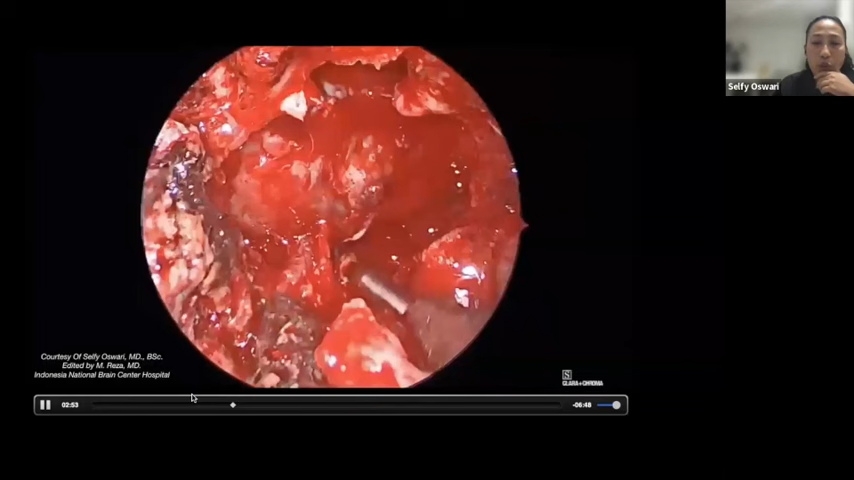 Selfy Oswari
Courtesy Of Selfy Oswari, MD., BSc.
Edited by M. Reza, MD.
Indonesia National Brain Center Hospital
S
CLARA+CHROMA
02:53
-06:48